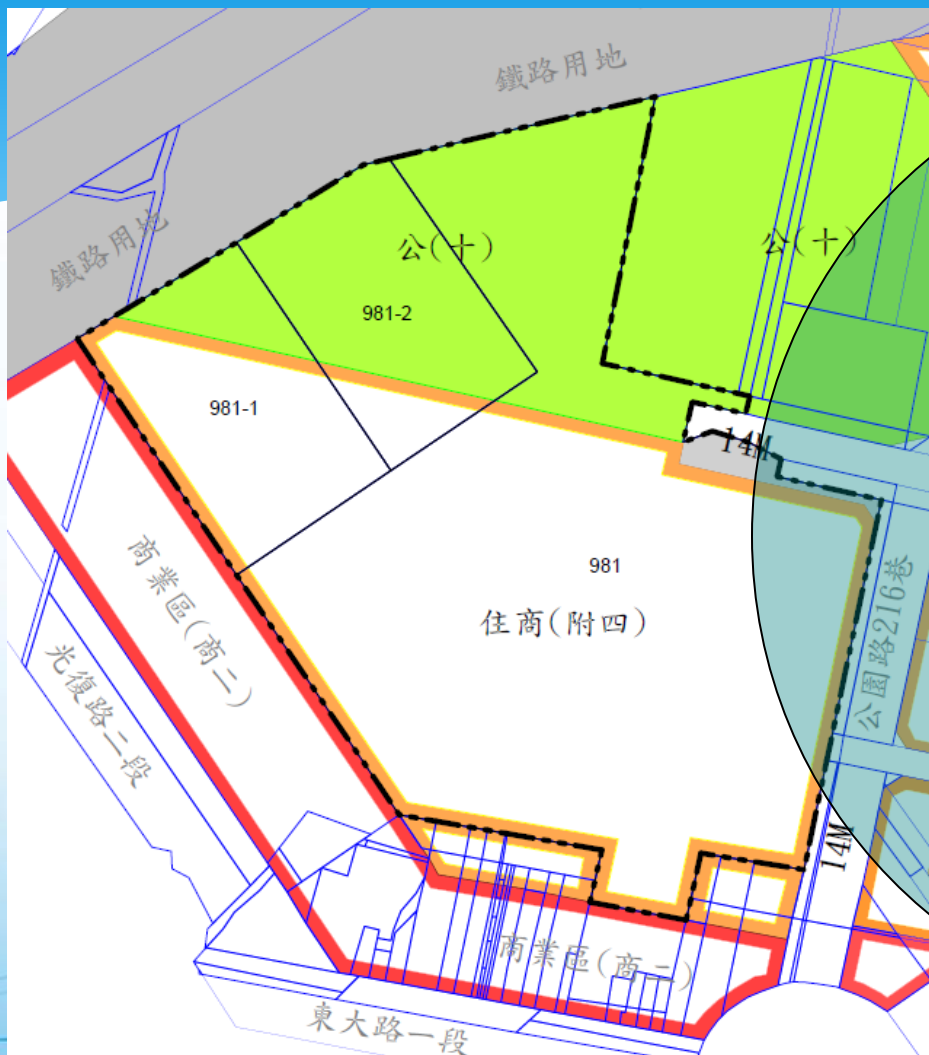 鐵路用地
鐵路用地
公(十)
公(十)
981-2
981-1
14M
981
住商(附四)
商業區(商二)
公園路216巷
光復路二段
14M
商業區(商二)
東大路一段